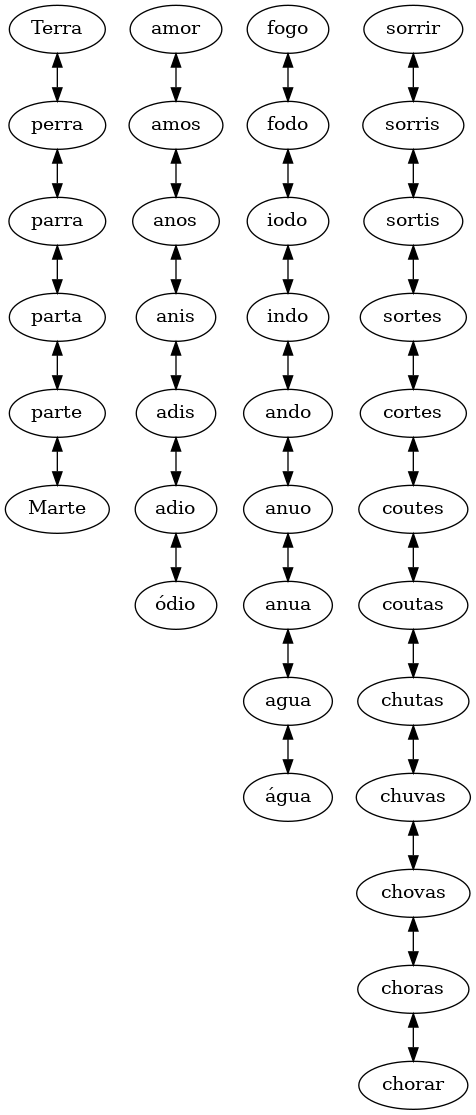 Terra
perra
parra
parta
parte
Marte
amor
amos
anos
anis
adis
adio
ódio
fogo
fodo
iodo
indo
ando
anuo
anua
agua
água
sorrir
sorris
sortis
sortes
cortes
coutes
coutas
chutas
chuvas
chovas
choras
chorar